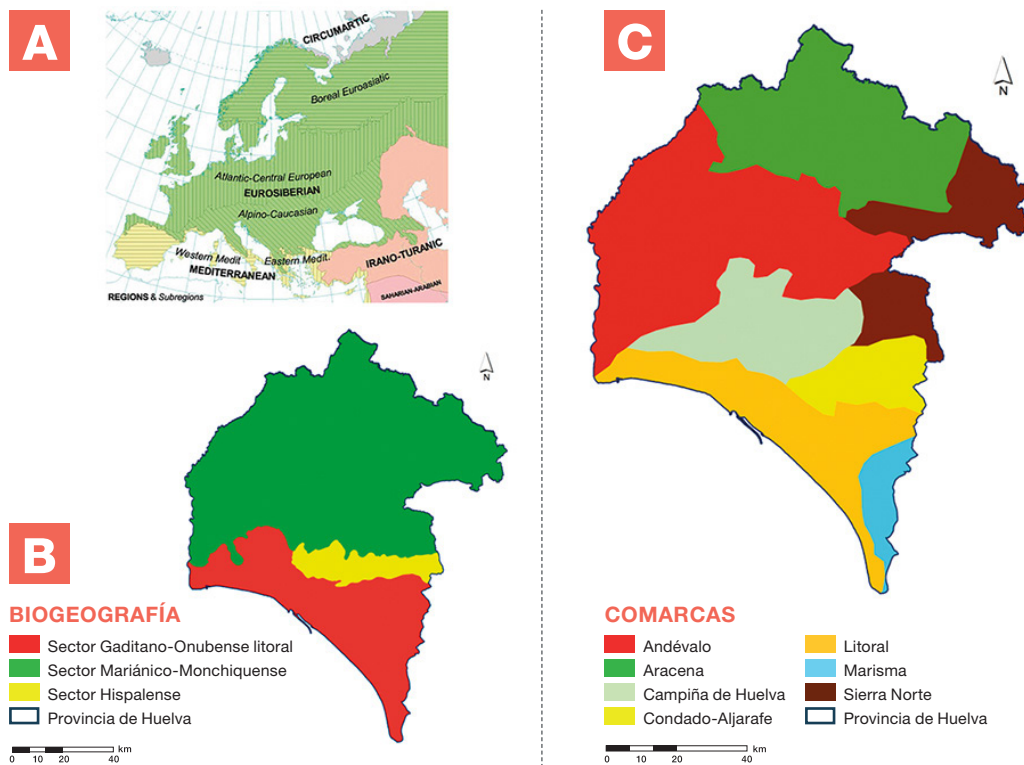 A
CIRCUMARTIC
Boreal Euroasiatic
Atlantic-Central European
EUROSIBERIAN
Alpino-Caucasian
Western Medit
Eastern Medit.
MEDITERRANEAN
IRANO-TURANIC
SAHARIAN-ARABIAN
REGIONS & Subregions
N
B
BIOGEOGRAFÍA
Sector Gaditano-Onubense litoral
Sector Mariánico-Monchiquense
Sector Hispalense
Provincia de Huelva
km
0 10 20 40
C
N
COMARCAS
Andévalo
Aracena
Campiña de Huelva
Condado-Aljarafe
Litoral
Marisma
Sierra Norte
Provincia de Huelva
km
0 10 20 40